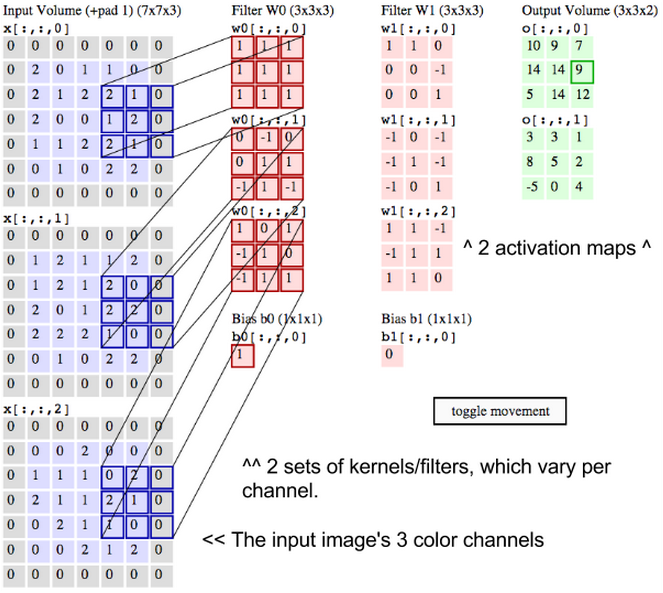 Input Volume (+pad 1) (7x7x3)
x[:,:,0]
0 0 0 0 0 0 0
0 2 0 1 1 0 0
0 2 1 2 2 1 0
0 2 0 0 1 2 0
0 1 1 2 2 1 0
0 0 1 0 2 2 0
0 0 0 0 0 0 0
x[:,:,1]
0 0 0 0 0 0 0
0 1 2 1 1 2 0
0 1 2 1 2 0 0
0 2 0 1 2 2 0
0 2 2 2 1 0 0
0 0 1 0 2 2 0
0 0 0 0 0 0 0
x[:,:,2]
0 0 0 0 0 0 0
0 0 0 2 0 0 0
0 1 1 1 0 2 0
0 2 1 1 2 1 0
0 0 2 1 1 0 0
0 0 0 2 1 2 0
0 0 0 0 0 0 0
Filter W0 (3x3x3)
w0[:,:,0]
1 1 1
1 1 1
1 1 1
w0[:,:,1]
0 -1 0
0 1 1
-1 1 -1
w0[:,:,2]
1 0 1
-1 1 0
-1 1 1
Bias b0 (1x1x1)
b0[:,:,0]
1
Filter W1 (3x3x3)
w1[:,:,0]
1 1 0
0 0 -1
0 0 1
w1[:,:,1]
-1 0 -1
-1 1 -1
-1 0 1
w1[:,:,2]
1 1 -1
-1 1 1
1 1 0
Bias b1 (1x1x1)
b1[:,:,0]
0
Output Volume (3x3x2)
o[:,:,0]
10 9 7
14 14 9
5 14 12
o[:,:,1]
3 3 1
8 5 2
-5 0 4
^ 2 activation maps ^
toggle movement
^^ 2 sets of kernels/filters, which vary per
channel.
<< The input image's 3 color channels